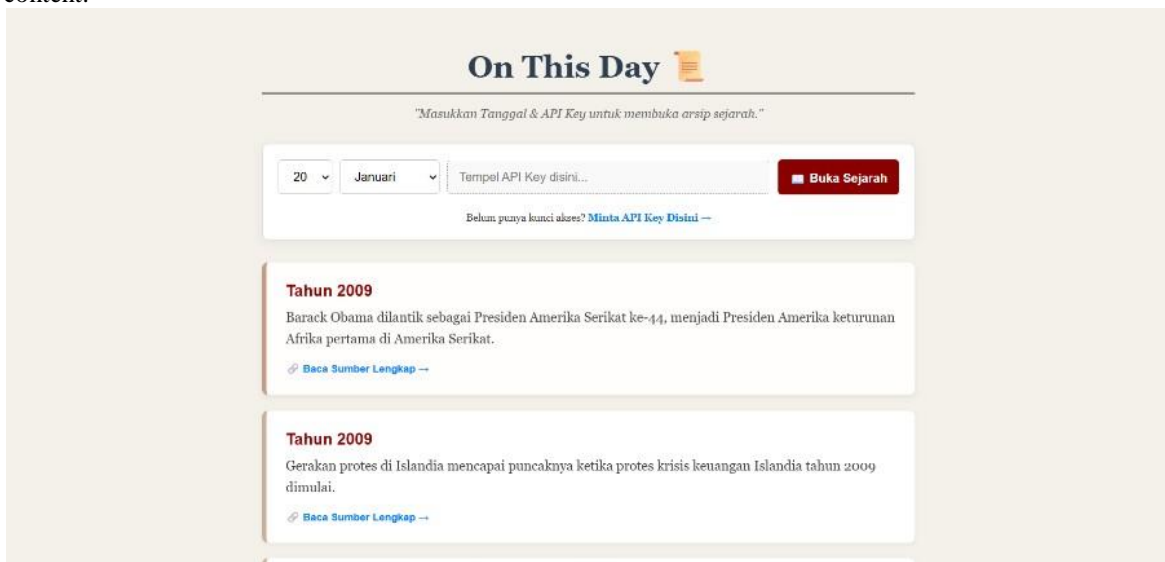 content.
On This Day 📜
"Masukkan Tanggal & API Key untuk membuka arsip sejarah."
20 Januari Tempel API Key disini... 📖 Buka Sejarah
Belum punya kunci akses? Minta API Key Disini →
Tahun 2009
Barack Obama dilantik sebagai Presiden Amerika Serikat ke-44, menjadi Presiden Amerika keturunan
Afrika pertama di Amerika Serikat.
🔗 Baca Sumber Lengkap →
Tahun 2009
Gerakan protes di Islandia mencapai puncaknya ketika protes krisis keuangan Islandia tahun 2009
dimulai.
🔗 Baca Sumber Lengkap →